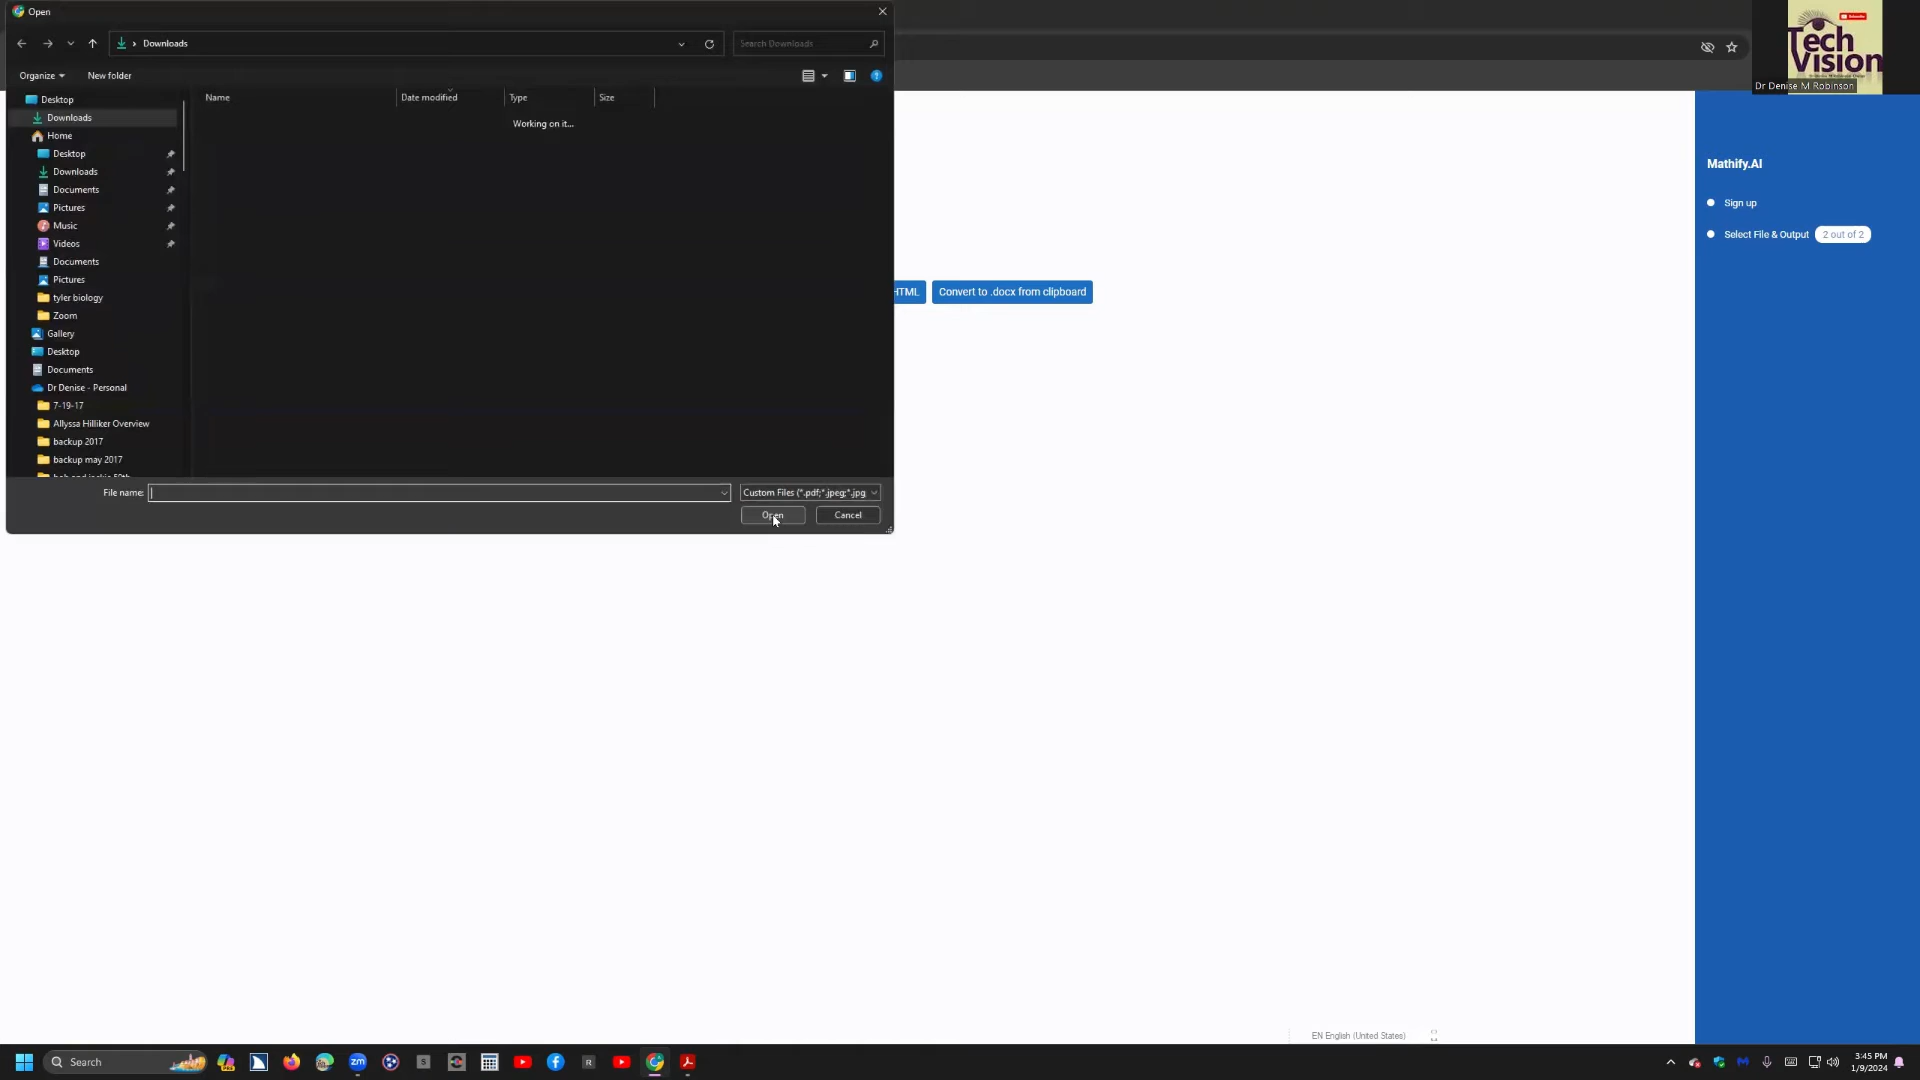 Open
Downloads
Search Downloads
Organize
New folder
Name
Date modified
Type
Size
Working on it...
Desktop
Downloads
Home
Desktop
Downloads
Documents
Pictures
Music
Videos
Documents
Pictures
tyler biology
Zoom
Gallery
Desktop
Documents
Dr Denise - Personal
7-19-17
Allyssa Hilliker Overview
backup 2017
backup may 2017
File name:
Custom Files (*.pdf;*.jpeg;*.jpg
Open
Cancel
HTML
Convert to .docx from clipboard
Tech
Vision
Dr Denise M Robinson
Mathify.AI
Sign up
Select File & Output 2 out of 2
EN English (United States)
Search
3:45 PM
1/9/2024